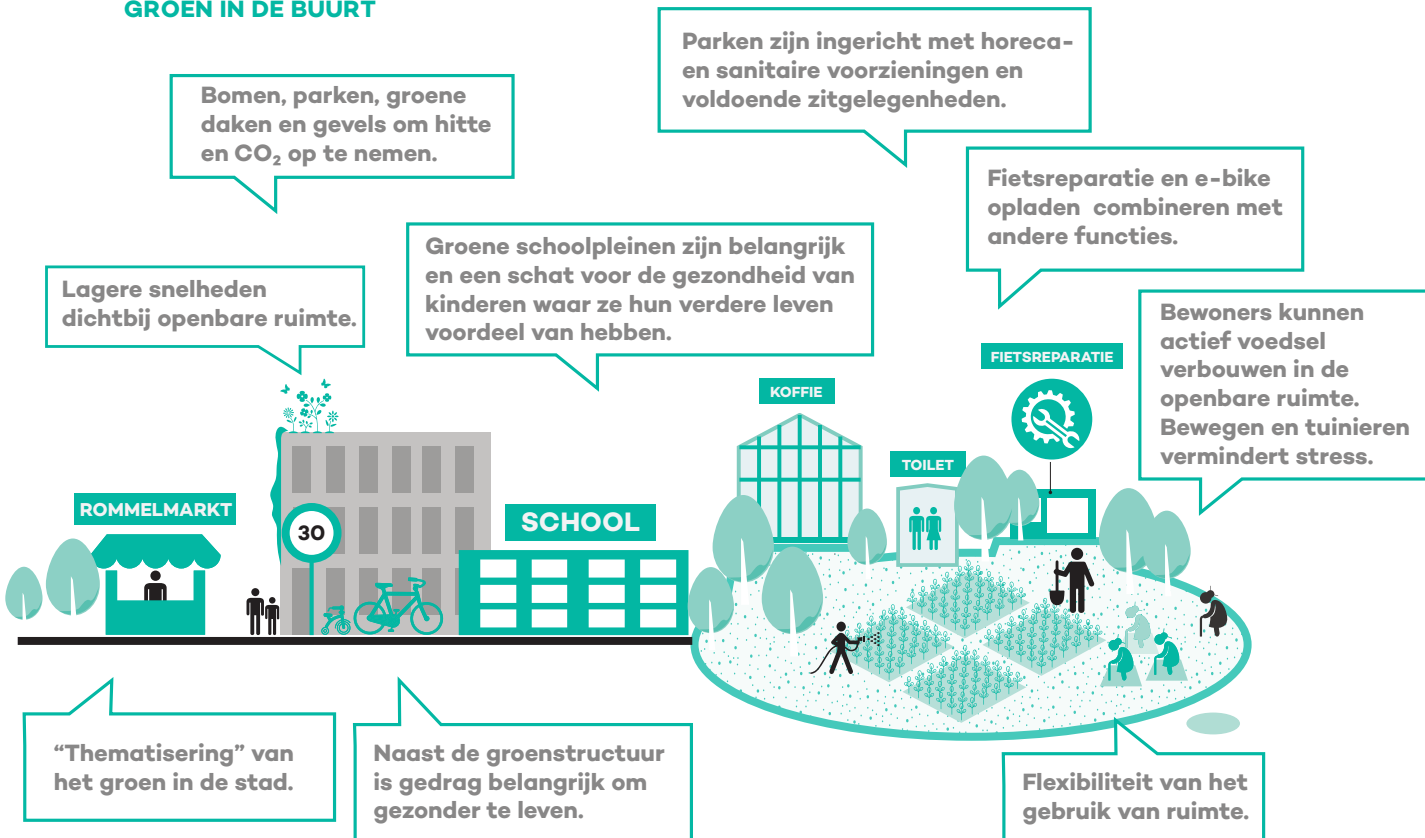 GROEN IN DE BUURT
Parken zijn ingericht met horeca-
en sanitaire voorzieningen en
voldoende zitgelegenheden.
Bomen, parken, groene
daken en gevels om hitte
en CO₂ op te nemen.
Fietsreparatie en e-bike
opladen combineren met
andere functies.
Groene schoolpleinen zijn belangrijk
en een schat voor de gezondheid van
kinderen waar ze hun verdere leven
voordeel van hebben.
Lagere snelheden
dichtbij openbare ruimte.
Bewoners kunnen
actief voedsel
verbouwen in de
openbare ruimte.
Bewegen en tuinieren
vermindert stress.
FIETSREPARATIE
KOFFIE
TOILET
ROMMELMARKT
30
SCHOOL
“Thematisering” van
het groen in de stad.
Naast de groenstructuur
is gedrag belangrijk om
gezonder te leven.
Flexibiliteit van het
gebruik van ruimte.